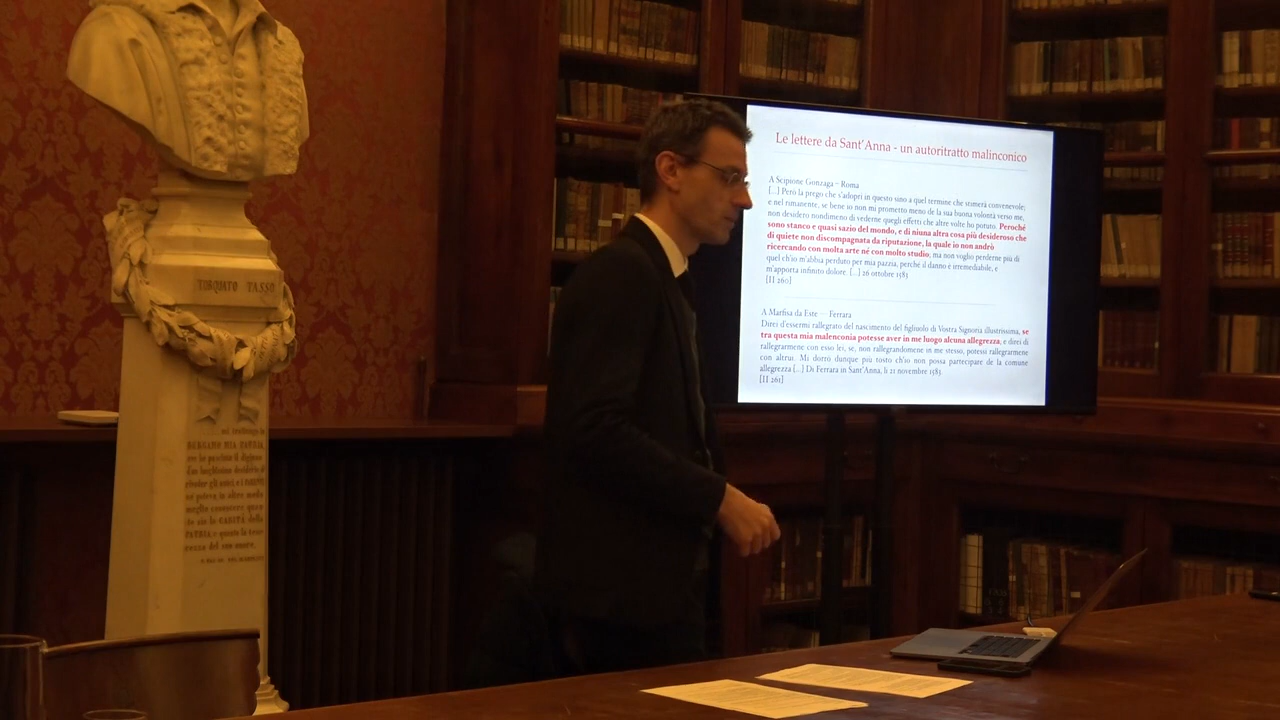 TORQUATO TASSO
BERGAMO MIA PATRIA
Le lettere da Sant'Anna - un autoritratto malinconico
A Scipione Gonzaga – Roma
[...] Però la prego che s'adopri in questo sino a quel termine che stimerà convenevole;
e nel rimanente, se bene io non mi prometto meno de la sua buona volontà verso me,
non desidero nondimeno di vederne quegli effetti che altre volte ho potuto. Peroché
sono stanco e quasi sazio del mondo, e di niuna altra cosa più desideroso che
di quiete non discompagnata da riputazione, la quale io non andrò
ricercando con molta arte né con molto studio; ma non voglio perderne più di
quel ch'io m'abbia perduto per mia pazzia, perché il danno è irremediabile, e
m'apporta infinito dolore. [...] 26 ottobre 1583
[II 260]
A Marfisa da Este – Ferrara
Direi d'essermi rallegrato del nascimento del figliuolo di Vostra Signoria illustrissima, se
tra questa mia malenconia potesse aver in me luogo alcuna allegrezza, e direi di
rallegrarmene con esso lei, se, non rallegrandomene in me stesso, potessi rallegrarmene
con altrui. Mi dorrò dunque più tosto ch'io non possa partecipare de la comune
allegrezza [...] Di Ferrara in Sant'Anna, li 21 novembre 1583.
[II 261]